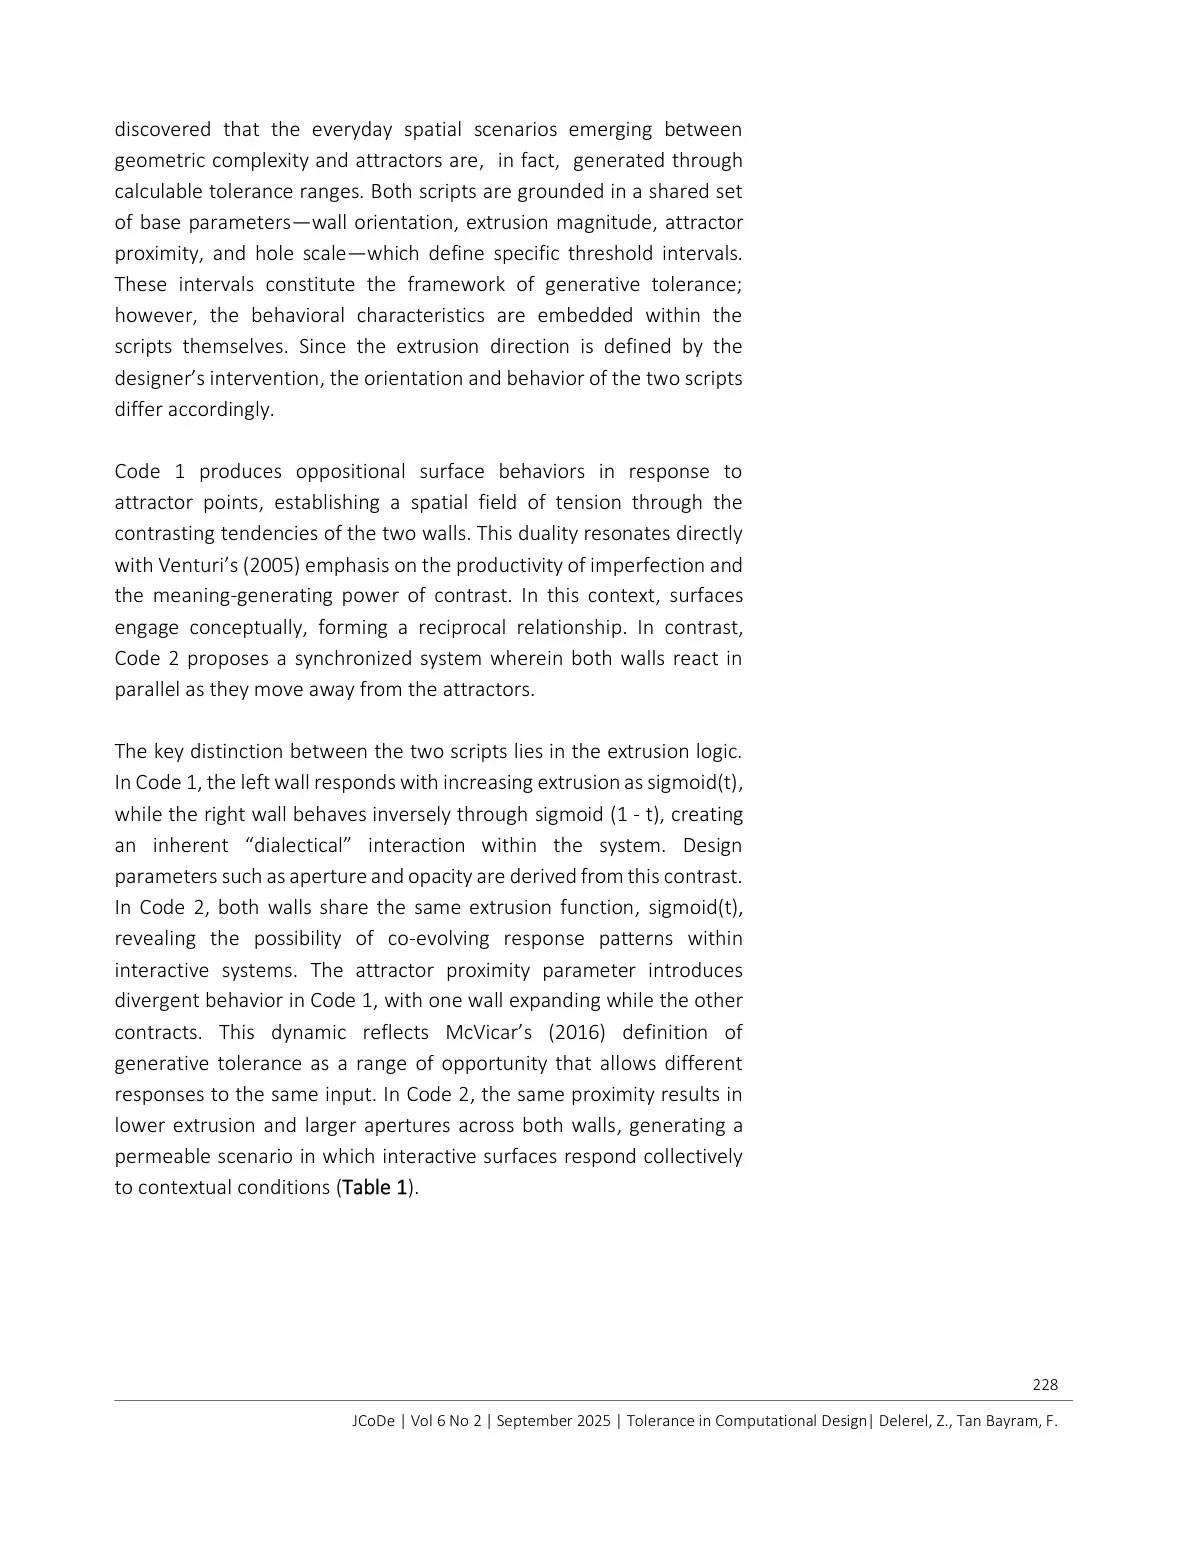 discovered that the everyday spatial scenarios emerging between
geometric complexity and attractors are, in fact, generated through
calculable tolerance ranges. Both scripts are grounded in a shared set
of base parameters—wall orientation, extrusion magnitude, attractor
proximity, and hole scale—which define specific threshold intervals.
These intervals constitute the framework of generative tolerance;
however, the behavioral characteristics are embedded within the
scripts themselves. Since the extrusion direction is defined by the
designer’s intervention, the orientation and behavior of the two scripts
differ accordingly.
Code 1 produces oppositional surface behaviors in response to
attractor points, establishing a spatial field of tension through the
contrasting tendencies of the two walls. This duality resonates directly
with Venturi’s (2005) emphasis on the productivity of imperfection and
the meaning-generating power of contrast. In this context, surfaces
engage conceptually, forming a reciprocal relationship. In contrast,
Code 2 proposes a synchronized system wherein both walls react in
parallel as they move away from the attractors.
The key distinction between the two scripts lies in the extrusion logic.
In Code 1, the left wall responds with increasing extrusion as sigmoid(t),
while the right wall behaves inversely through sigmoid (1 - t), creating
an inherent “dialectical” interaction within the system. Design
parameters such as aperture and opacity are derived from this contrast.
In Code 2, both walls share the same extrusion function, sigmoid(t),
revealing the possibility of co-evolving response patterns within
interactive systems. The attractor proximity parameter introduces
divergent behavior in Code 1, with one wall expanding while the other
contracts. This dynamic reflects McVicar’s (2016) definition of
generative tolerance as a range of opportunity that allows different
responses to the same input. In Code 2, the same proximity results in
lower extrusion and larger apertures across both walls, generating a
permeable scenario in which interactive surfaces respond collectively
to contextual conditions (Table 1).
228
JCoDe | Vol 6 No 2 | September 2025 | Tolerance in Computational Design| Delerel, Z., Tan Bayram, F.